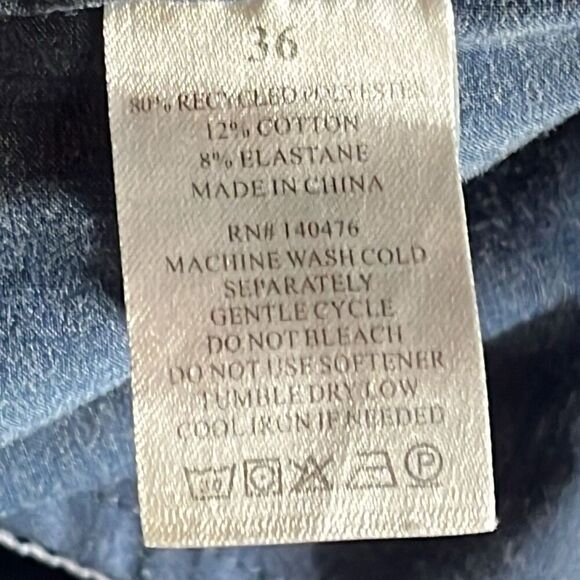 36
80% RECYCLED POLYESTER
12% COTTON
8% ELASTANE
MADE IN CHINA
RN# 140476
MACHINE WASH COLD
SEPARATELY
GENTLE CYCLE
DO NOT BLEACH
DO NOT USE SOFTENER
TUMBLE DRY LOW
COOL IRON IF NEEDED
P